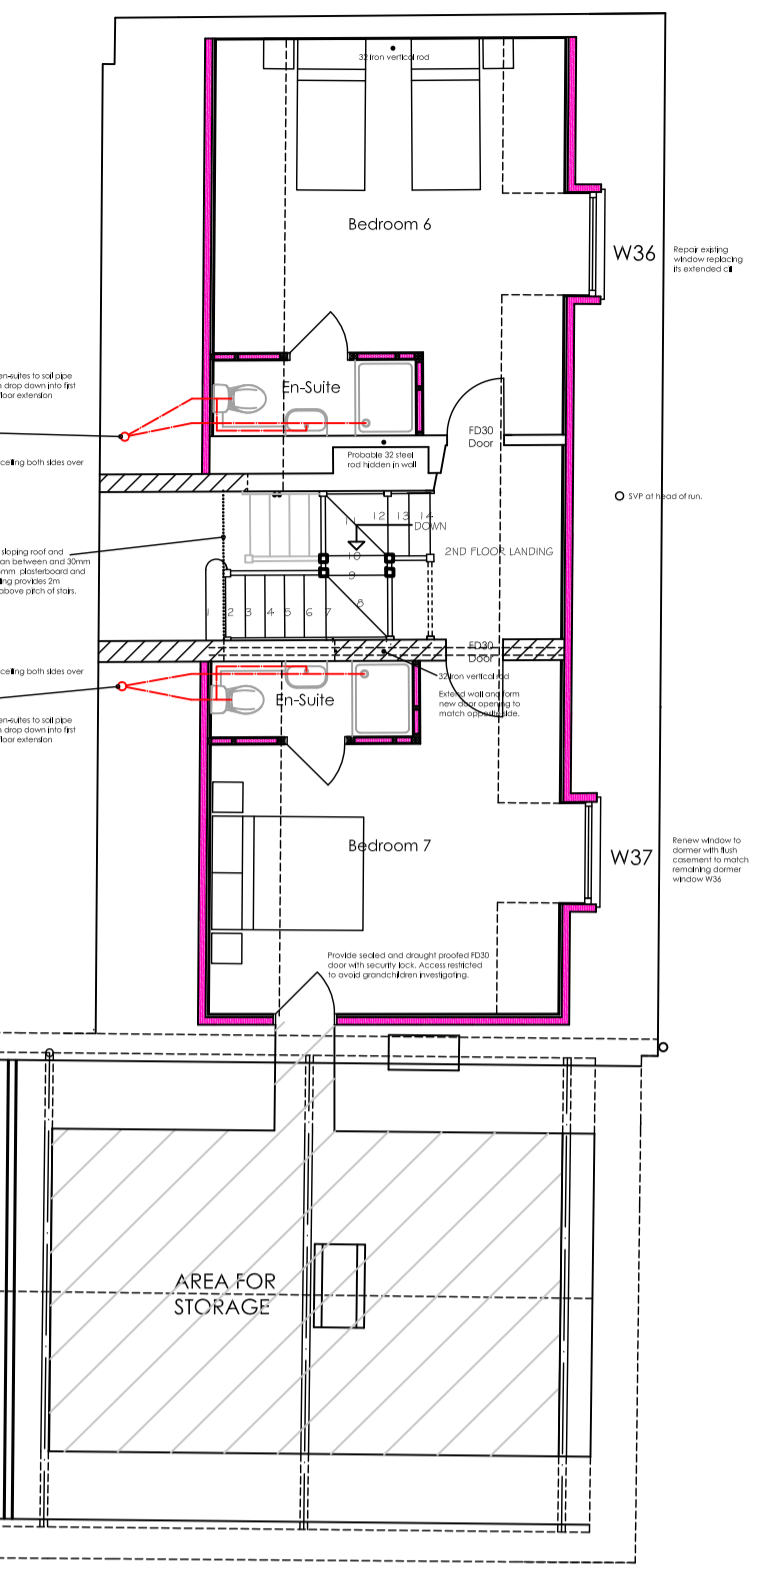 32 Iron vertical rod
Bedroom 6
W36
Repair existing
window replacing
its extended cill
en-suites to soil pipe
drop down into first
floor extension
En-Suite
FD30
Door
Probable 32 steel
rod hidden in wall
ceiling both sides over
SVP at head of run.
11 12 13 14
DOWN
10
9
8
2ND FLOOR LANDING
sloping roof and
between and 30mm
plasterboard and
provides 2m
above pitch of stairs.
1 2 3 4 5 6 7
FD30
Door
ceiling both sides over
32 Iron vertical rod
Extend wall and form
new door opening to
match opposite side.
En-Suite
en-suites to soil pipe
drop down into first
floor extension
Bedroom 7
W37
Renew window to
dormer with flush
casement to match
remaining dormer
window W36
Provide sealed and draught proofed FD30
door with security lock. Access restricted
to avoid grandchildren investigating.
AREA FOR
STORAGE